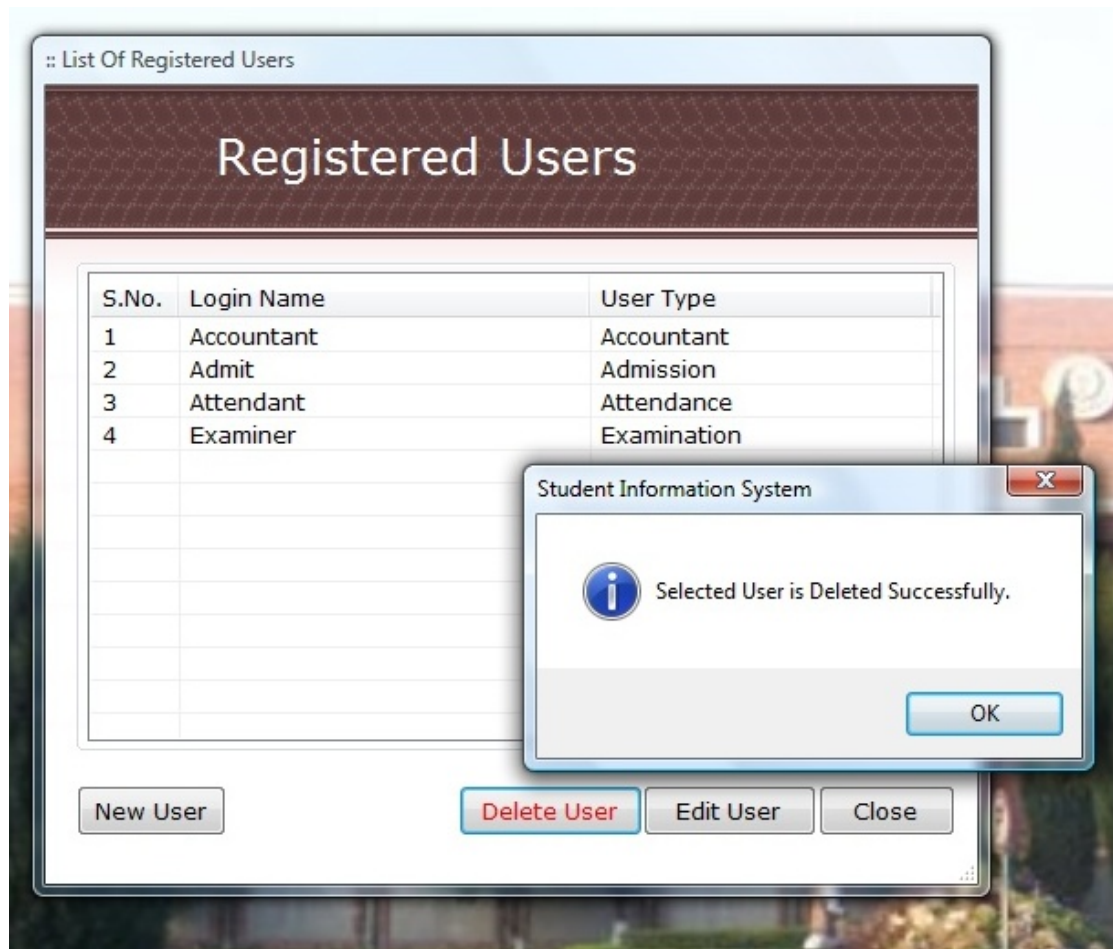 :: List Of Registered Users
Registered Users
S.No. Login Name User Type
1 Accountant Accountant
2 Admit Admission
3 Attendant Attendance
4 Examiner Examination
Student Information System
Selected User is Deleted Successfully.
OK
New User Delete User Edit User Close